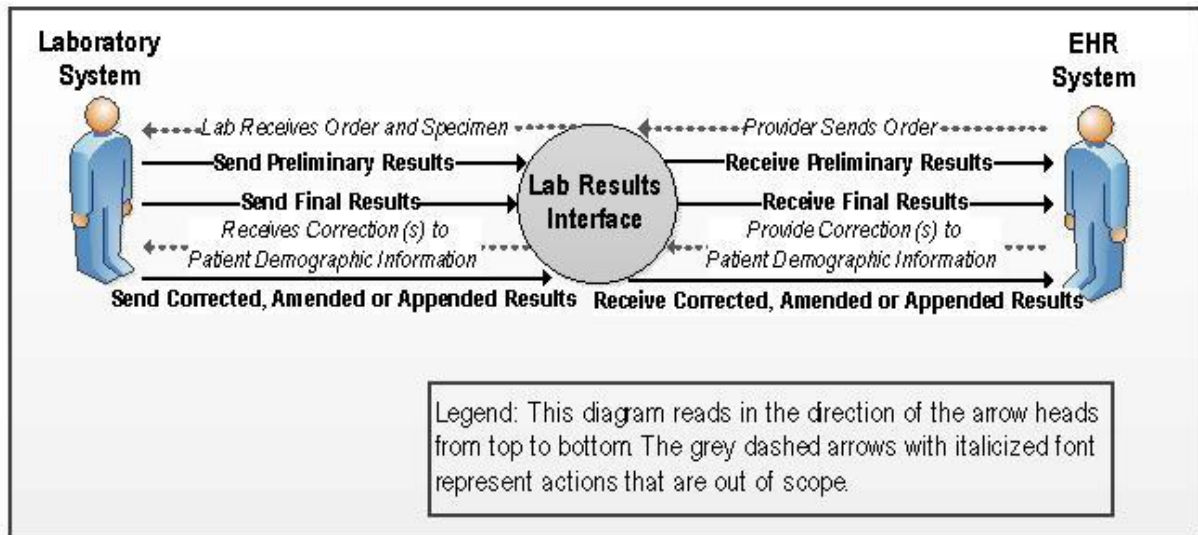 Laboratory
System
EHR
System
Lab Receives Order and Specimen
Provider Sends Order
Send Preliminary Results
Receive Preliminary Results
Lab Results
Interface
Send Final Results
Receive Final Results
Receives Correction (s) to
Patient Demographic Information
Provide Correction (s) to
Patient Demographic Information
Send Corrected, Amended or Appended Results
Receive Corrected, Amended or Appended Results
Legend: This diagram reads in the direction of the arrow heads
from top to bottom. The grey dashed arrows with italicized font
represent actions that are out of scope.